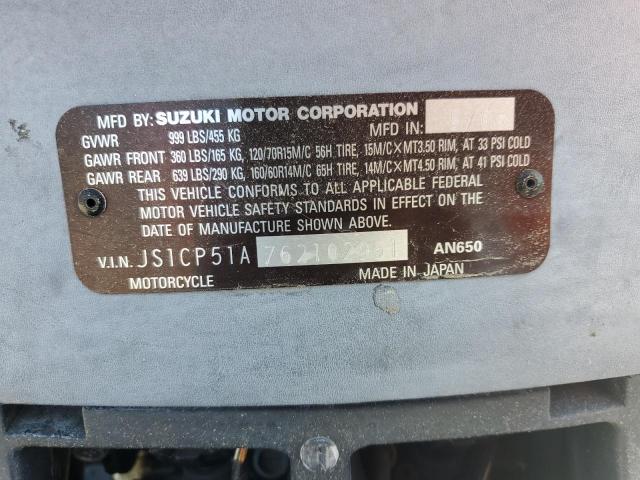 MFD BY: SUZUKI MOTOR CORPORATION
GVWR 999 LBS/455 KG MFD IN:
GAWR FRONT 360 LBS/165 KG, 120/70R15M/C 56H TIRE, 15M/C×MT3.50 RIM, AT 33 PSI COLD
GAWR REAR 639 LBS/290 KG, 160/60R14M/C 65H TIRE, 14M/C×MT4.50 RIM, AT 41 PSI COLD
THIS VEHICLE CONFORMS TO ALL APPLICABLE FEDERAL
MOTOR VEHICLE SAFETY STANDARDS IN EFFECT ON THE
DATE OF MANUFACTURE SHOWN ABOVE.
V.I.N. JS1CP51A AN650
MOTORCYCLE MADE IN JAPAN